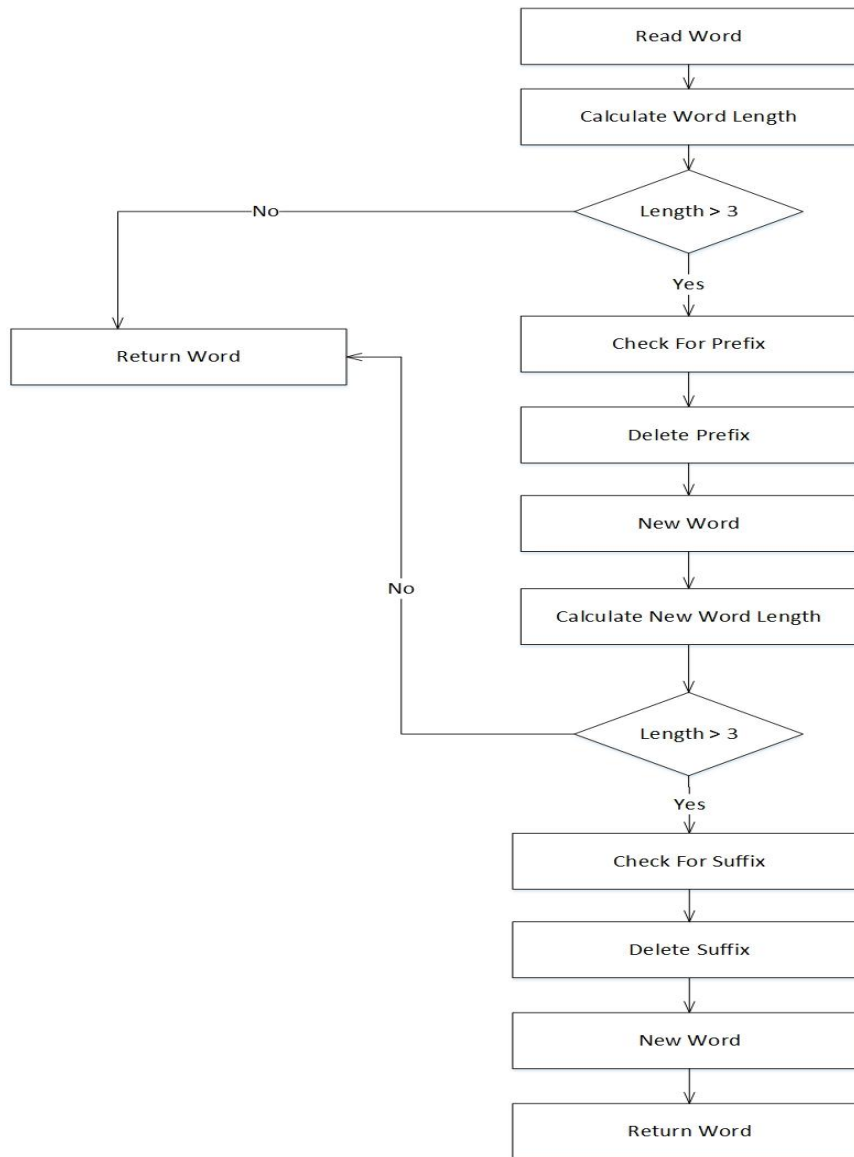 Read Word
Calculate Word Length
Length > 3
No
Yes
Return Word
Check For Prefix
Delete Prefix
New Word
No
Calculate New Word Length
Length > 3
Yes
Check For Suffix
Delete Suffix
New Word
Return Word